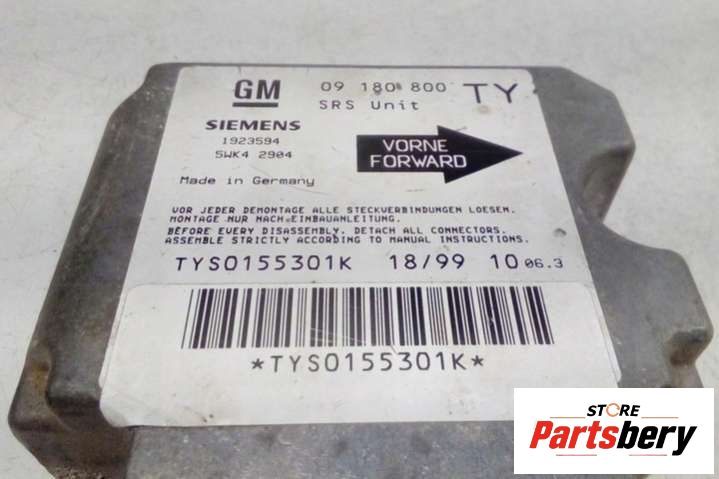 GM 09 180 800 TY
SRS Unit
SIEMENS
1923594
5WK4 2904
VORNE
FORWARD
Made in Germany
VOR JEDER DEMONTAGE ALLE STECKVERBINDUNGEN LOESEN.
MONTAGE NUR NACH EINBAUANLEITUNG.
BEFORE EVERY DISASSEMBLY. DETACH ALL CONNECTORS.
ASSEMBLE STRICTLY ACCORDING TO MANUAL INSTRUCTIONS.
TYS0155301K 18/99 10 06.3
*TYS0155301K*
STORE
Partsbery